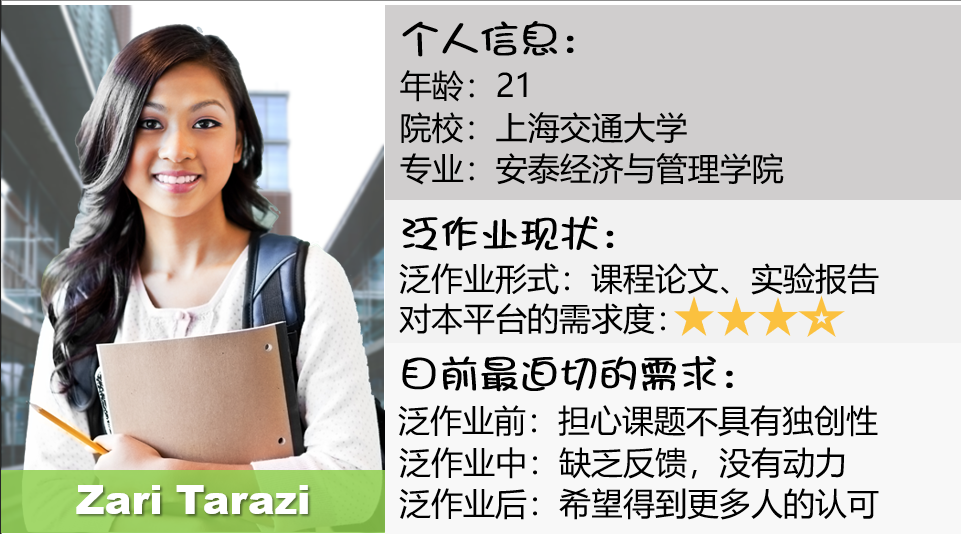 个人信息：
年龄：21
院校：上海交通大学
专业：安泰经济与管理学院
泛作业现状：
泛作业形式：课程论文、实验报告
对本平台的需求度：
目前最迫切的需求：
泛作业前：担心课题不具有独创性
泛作业中：缺乏反馈，没有动力
泛作业后：希望得到更多人的认可
Zari Tarazi